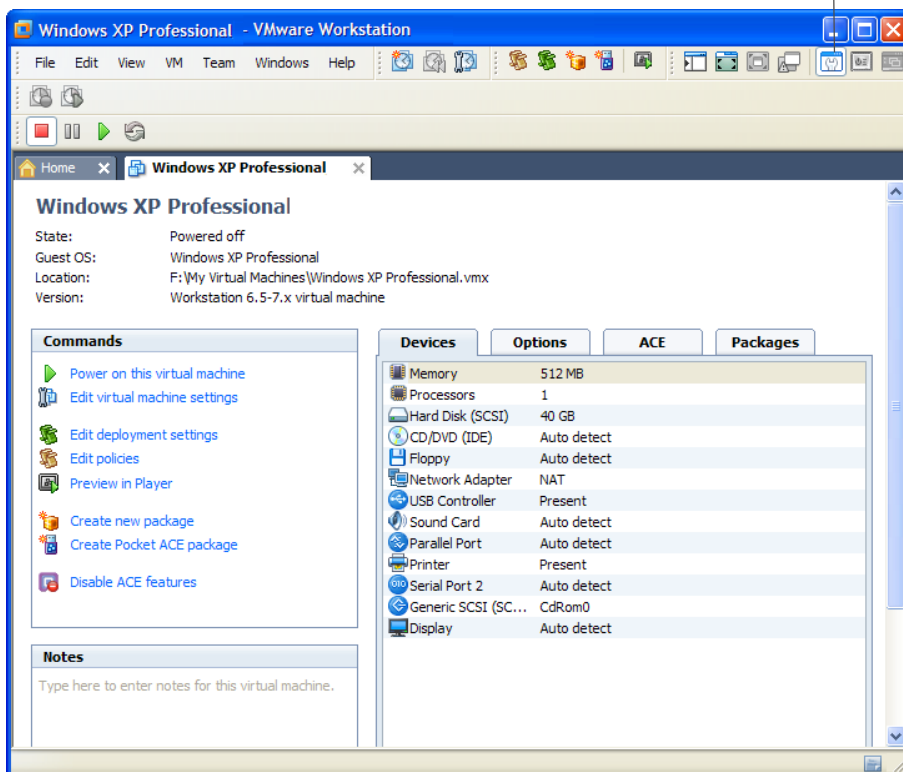 Windows XP Professional - VMware Workstation
File Edit View VM Team Windows Help
Home Windows XP Professional
Windows XP Professional
State: Powered off
Guest OS: Windows XP Professional
Location: F:\My Virtual Machines\Windows XP Professional.vmx
Version: Workstation 6.5-7.x virtual machine
Commands
Power on this virtual machine
Edit virtual machine settings
Edit deployment settings
Edit policies
Preview in Player
Create new package
Create Pocket ACE package
Disable ACE features
Notes
Type here to enter notes for this virtual machine.
Devices Options ACE Packages
Memory 512 MB
Processors 1
Hard Disk (SCSI) 40 GB
CD/DVD (IDE) Auto detect
Floppy Auto detect
Network Adapter NAT
USB Controller Present
Sound Card Auto detect
Parallel Port Auto detect
Printer Present
Serial Port 2 Auto detect
Generic SCSI (SC... CdRom0
Display Auto detect